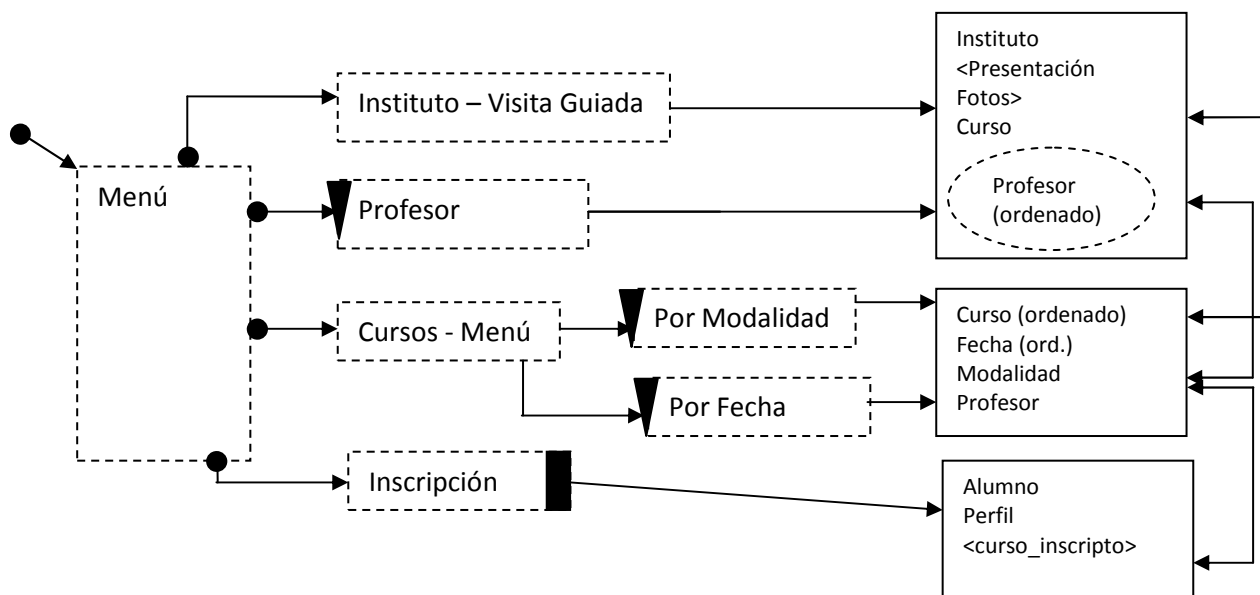 Menú
Instituto – Visita Guiada
Profesor
Cursos - Menú
Por Modalidad
Por Fecha
Inscripción
Instituto
<Presentación
Fotos>
Curso
Profesor
(ordenado)
Curso (ordenado)
Fecha (ord.)
Modalidad
Profesor
Alumno
Perfil
<curso_inscripto>